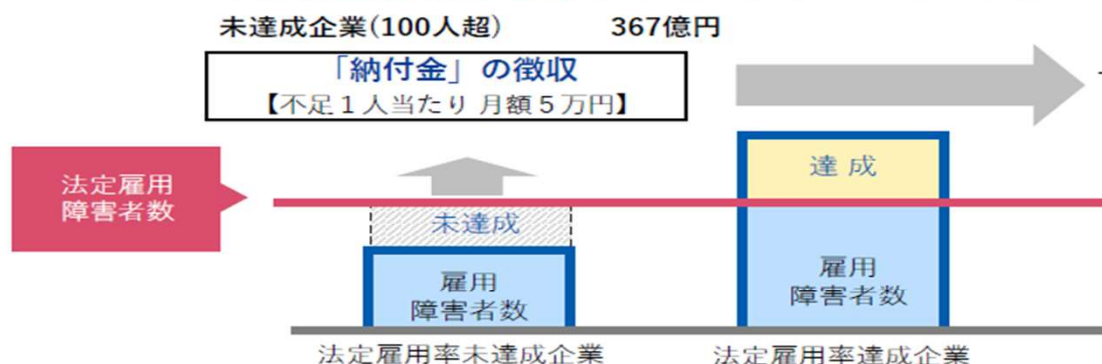 未達成企業(100人超) 367億円
「納付金」の徴収
【不足１人当たり 月額５万円】
法定雇用
障害者数
達 成
未達成
雇用
障害者数
雇用
障害者数
法定雇用率未達成企業 法定雇用率達成企業